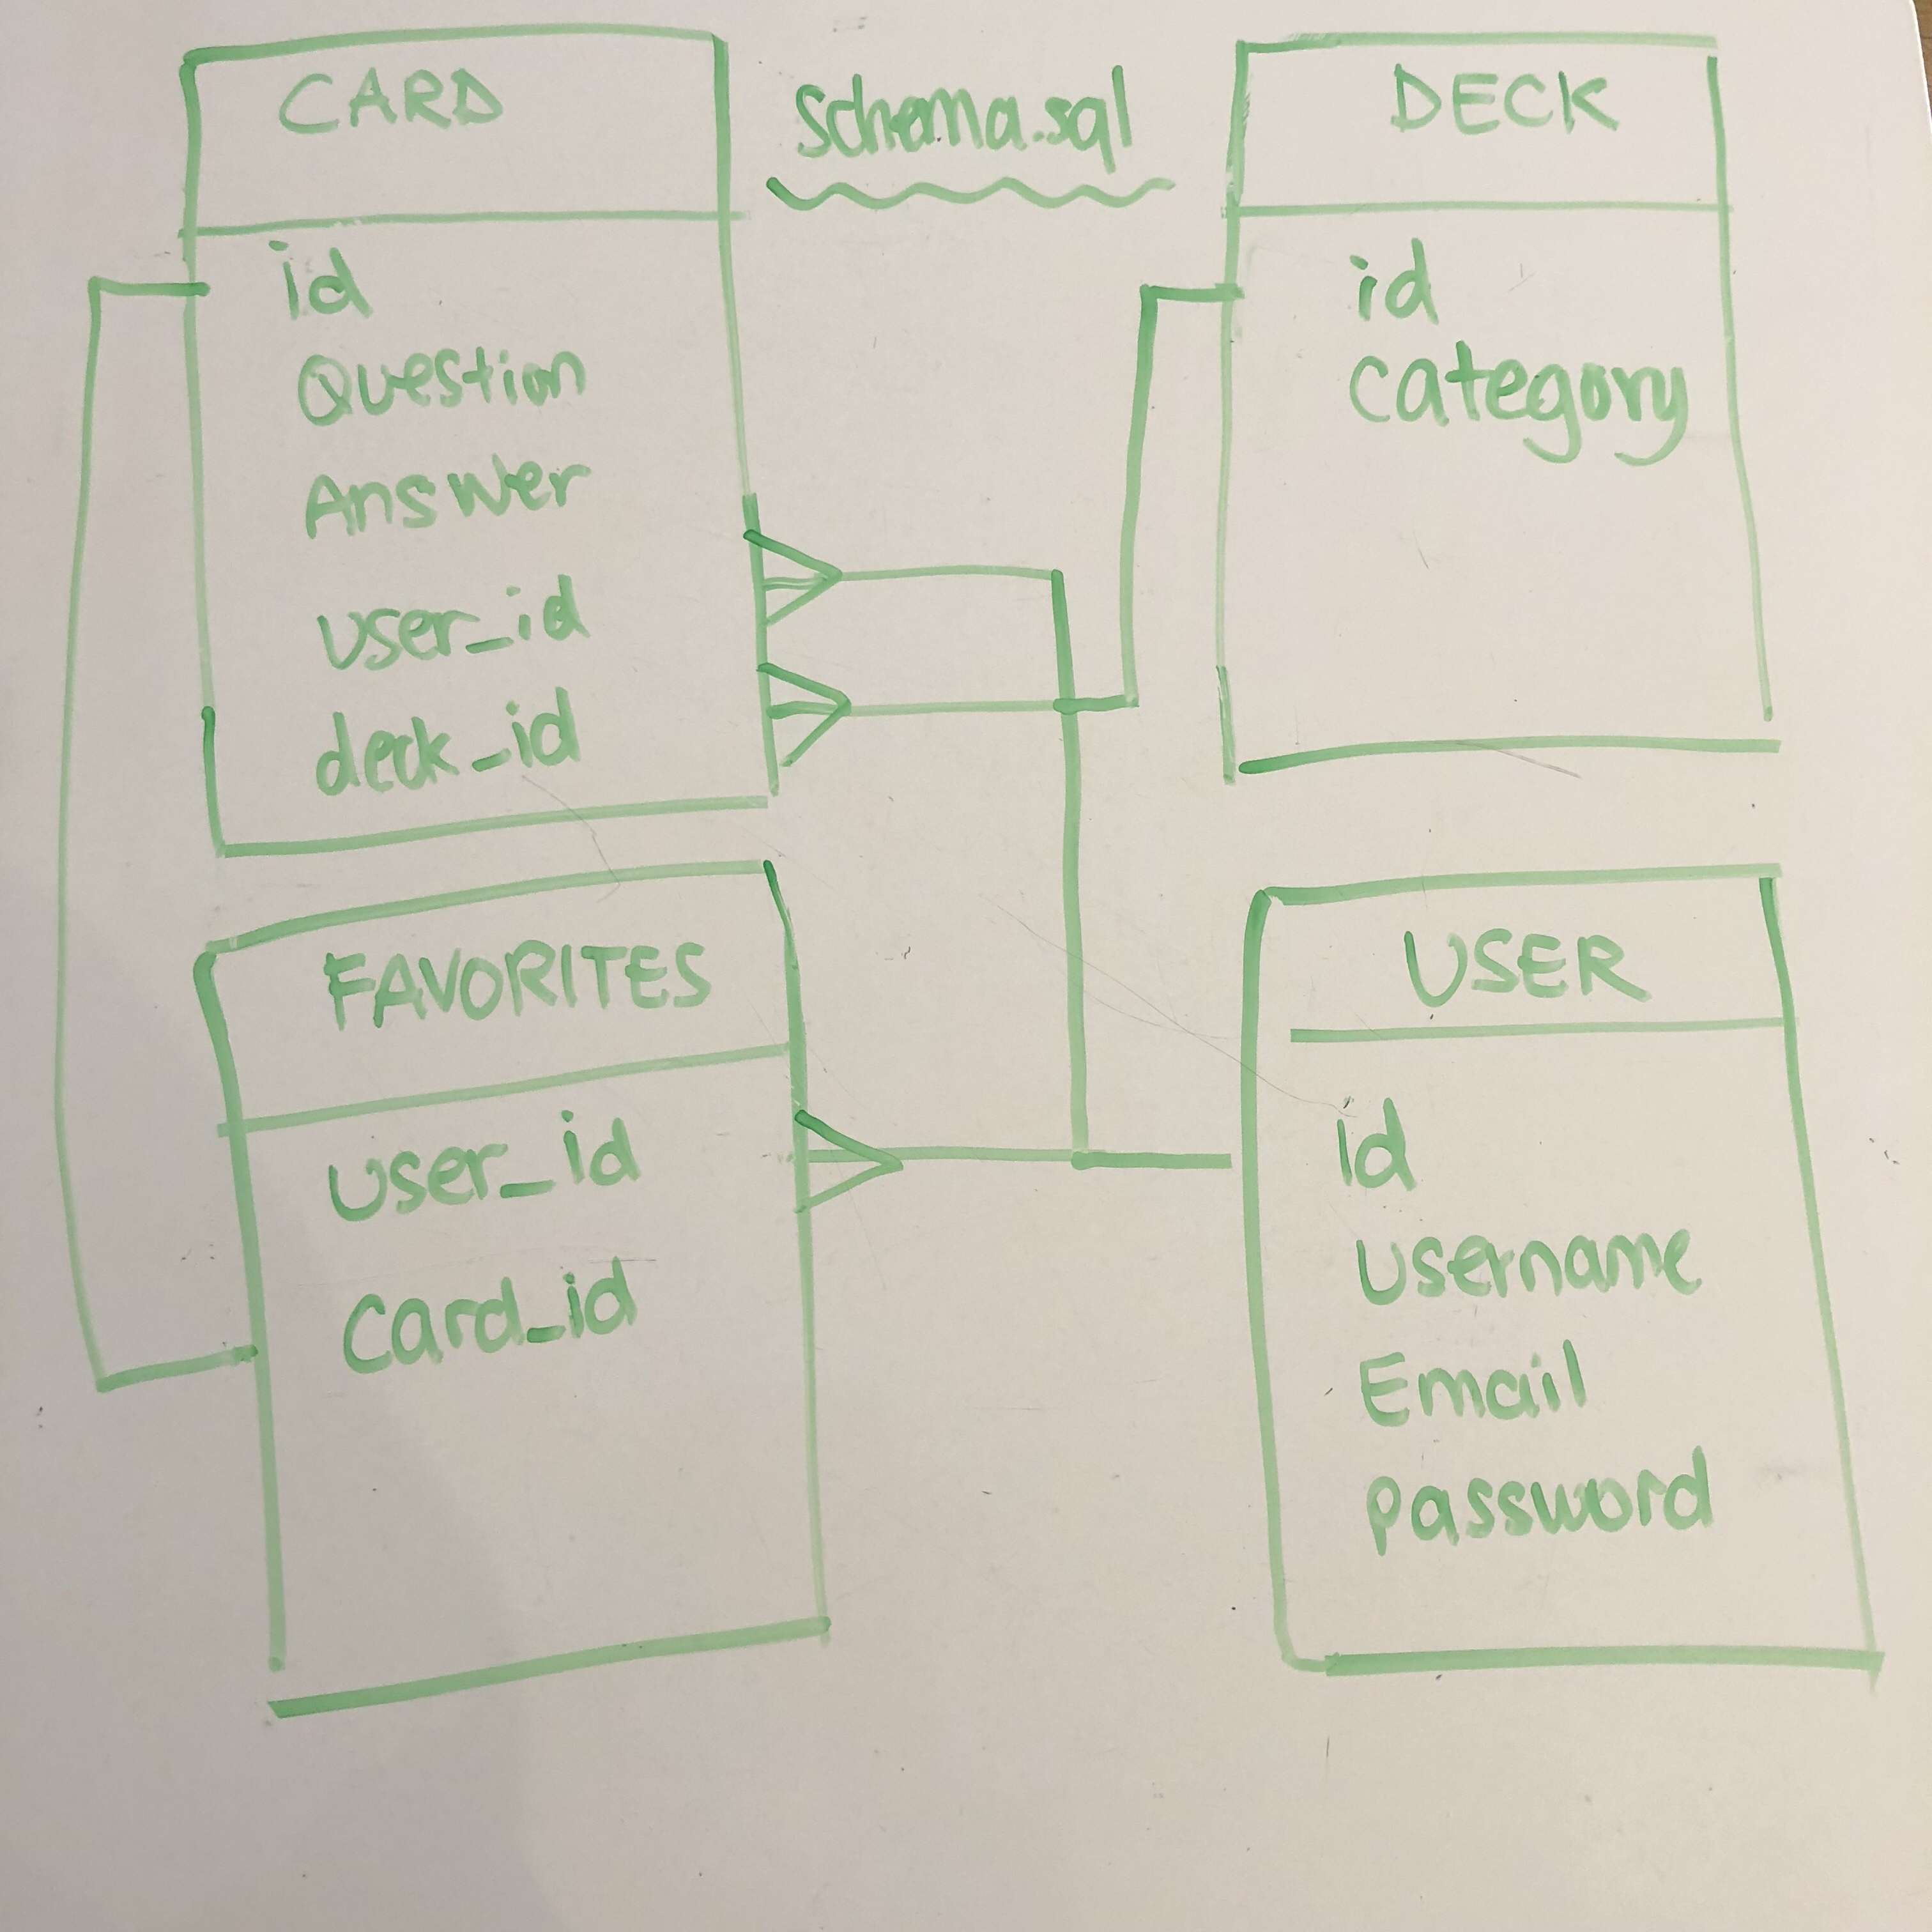 CARD
id
Question
Answer
user_id
deck_id
schema.sql
DECK
id
category
FAVORITES
user_id
Card_id
USER
id
Username
Email
Password